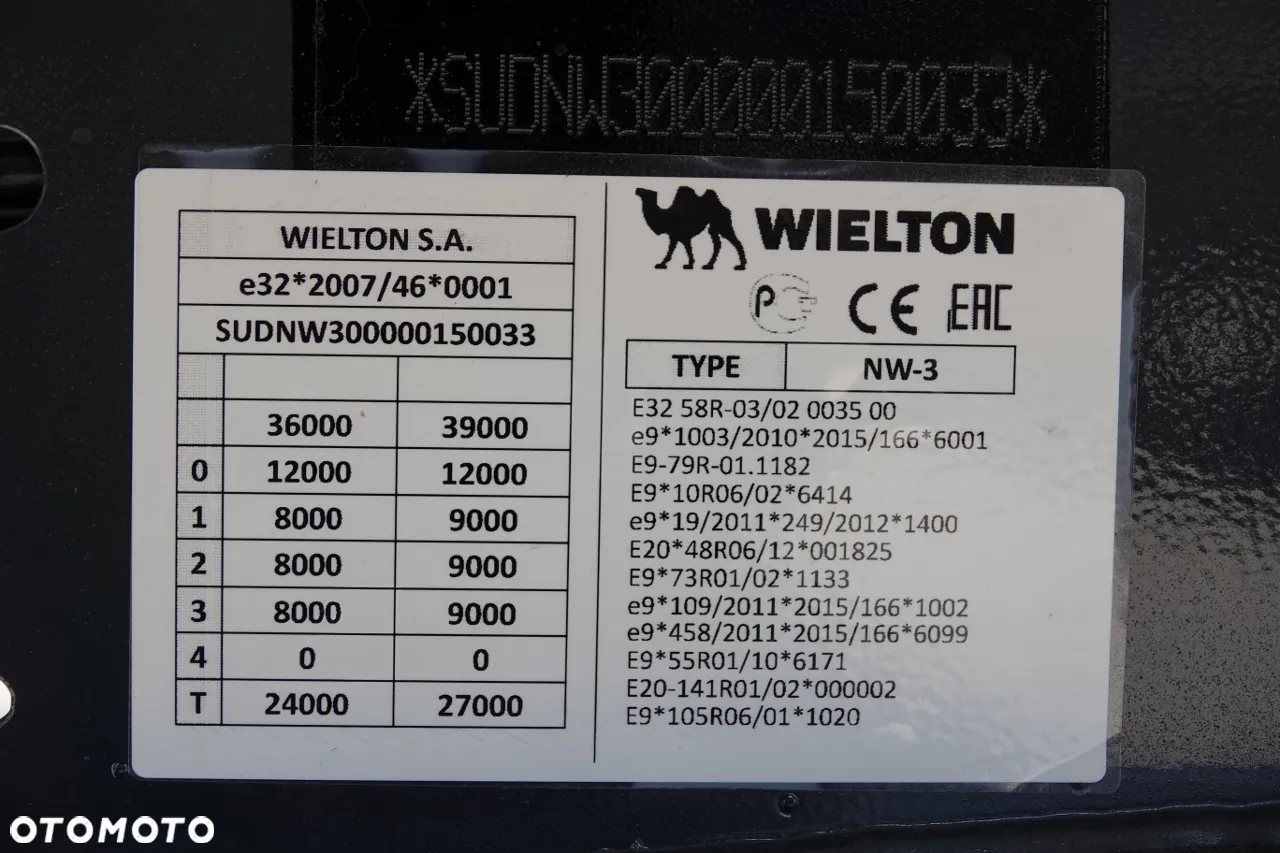 *SUDNW300000150033*
WIELTON S.A.
e32*2007/46*0001
SUDNW300000150033
36000 39000
0 12000 12000
1 8000 9000
2 8000 9000
3 8000 9000
4 0 0
T 24000 27000
WIELTON
PC CE EAC
TYPE NW-3
E32 58R-03/02 0035 00
e9*1003/2010*2015/166*6001
E9-79R-01.1182
E9*10R06/02*6414
e9*19/2011*249/2012*1400
E20*48R06/12*001825
E9*73R01/02*1133
e9*109/2011*2015/166*1002
e9*458/2011*2015/166*6099
E9*55R01/10*6171
E20-141R01/02*000002
E9*105R06/01*1020
OTOMOTO